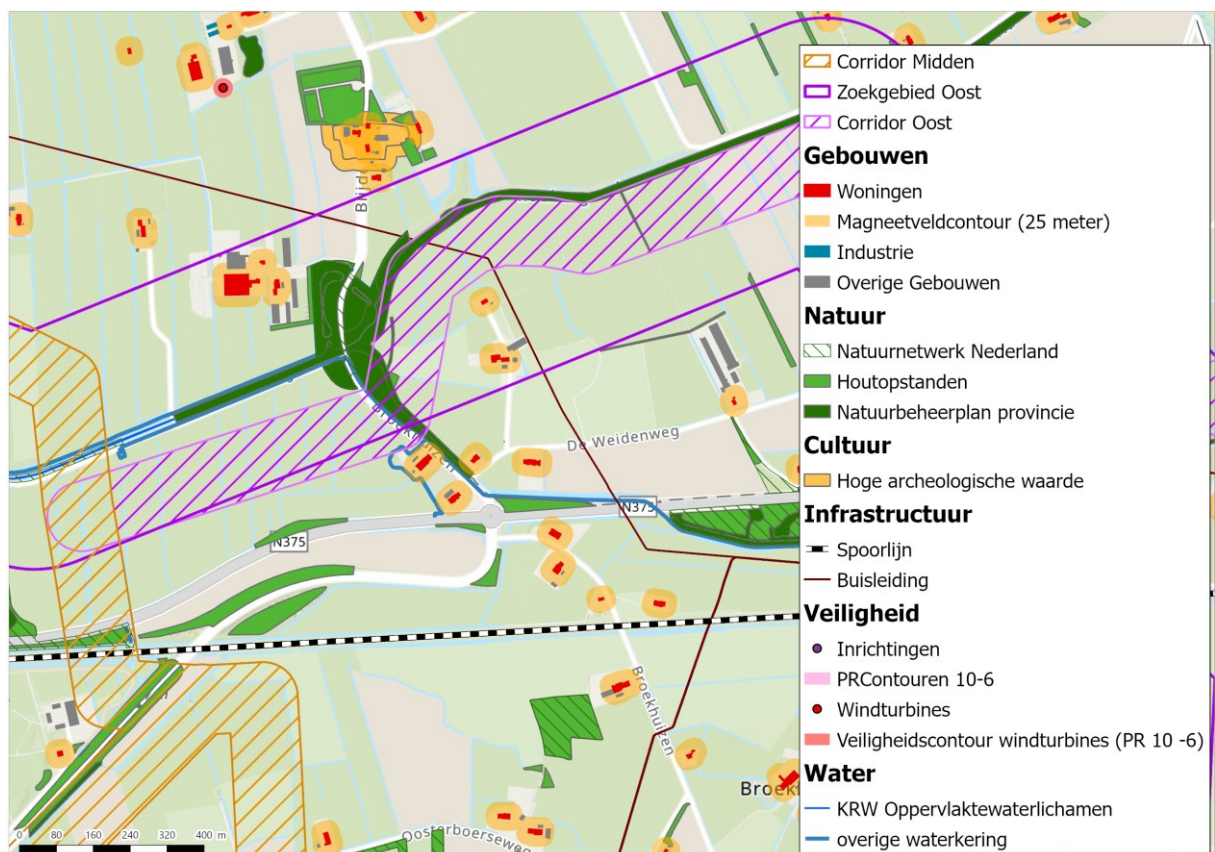 Corridor Midden
Zoekgebied Oost
Corridor Oost
Gebouwen
Woningen
Magneetveldcontour (25 meter)
Industrie
Overige Gebouwen
Natuur
Natuurnetwerk Nederland
Houtopstanden
Natuurbeheerplan provincie
Cultuur
Hoge archeologische waarde
Infrastructuur
Spoorlijn
Buisleiding
Veiligheid
Inrichtingen
PRContouren 10-6
Windturbines
Veiligheidscontour windturbines (PR 10 -6)
Water
KRW Oppervlaktewaterlichamen
overige waterkering
De Weidenweg
N375
N375
Broekhuizen
Broekhuizen
Oosterboerseweg
0 80 160 240 320 400 m